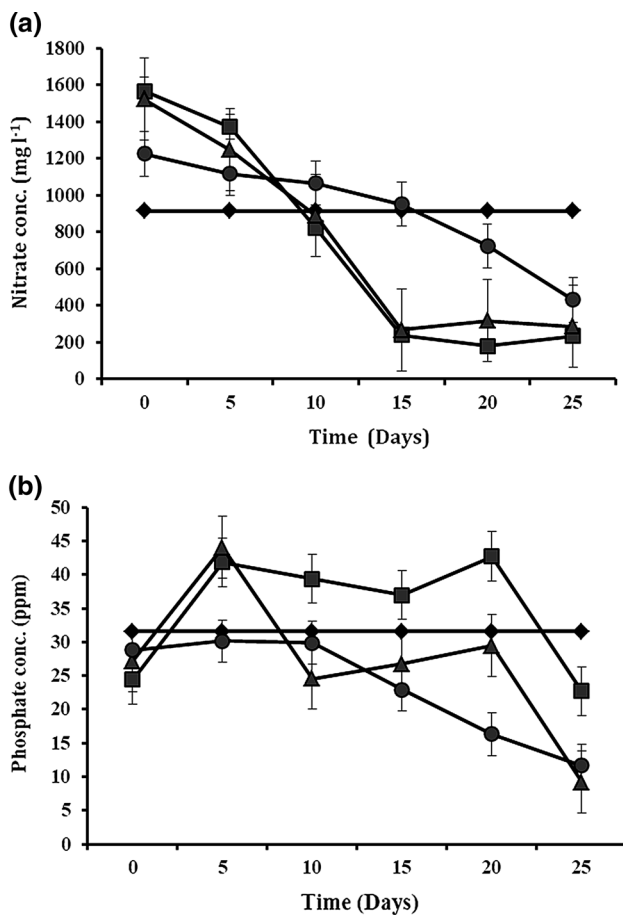 (a)
Nitrate conc. (mg l-1)
1800
1600
1400
1200
1000
800
600
400
200
0
0 5 10 15 20 25
Time (Days)
(b)
Phosphate conc. (ppm)
50
45
40
35
30
25
20
15
10
5
0
0 5 10 15 20 25
Time (Days)